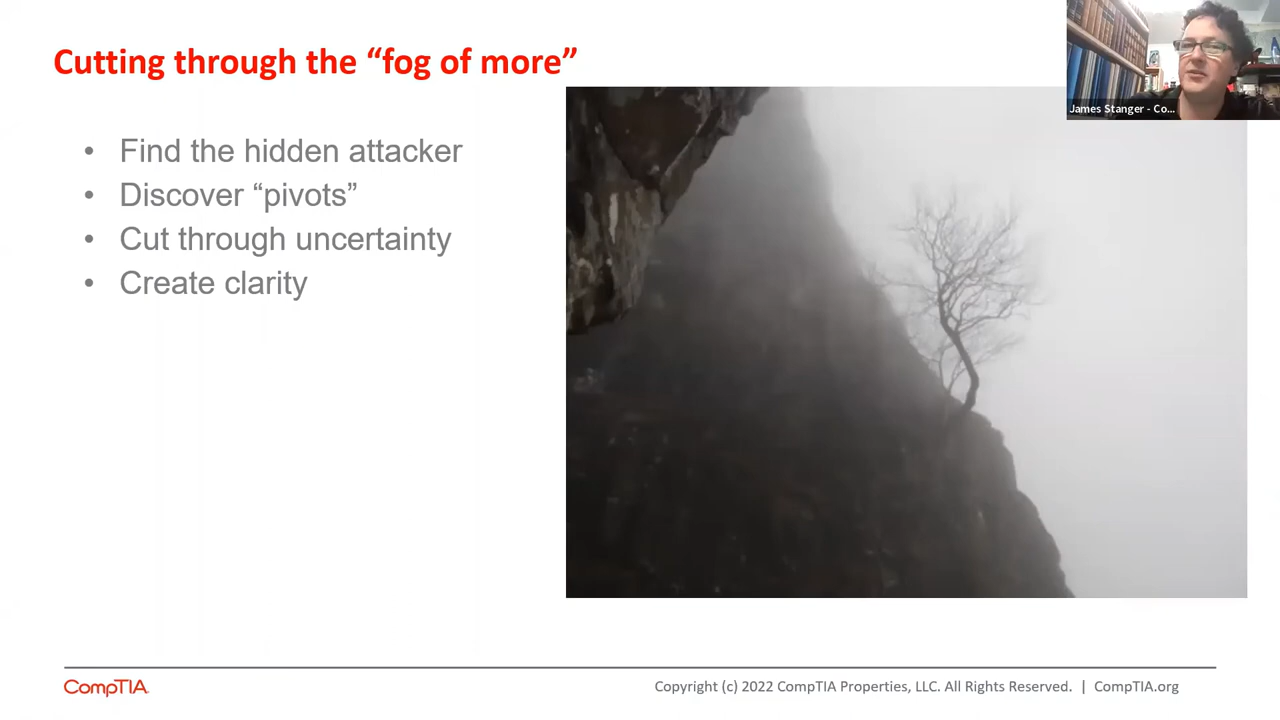 Cutting through the “fog of more”
James Stanger - Co...
• Find the hidden attacker
• Discover “pivots”
• Cut through uncertainty
• Create clarity
CompTIA.
Copyright (c) 2022 CompTIA Properties, LLC. All Rights Reserved. | CompTIA.org